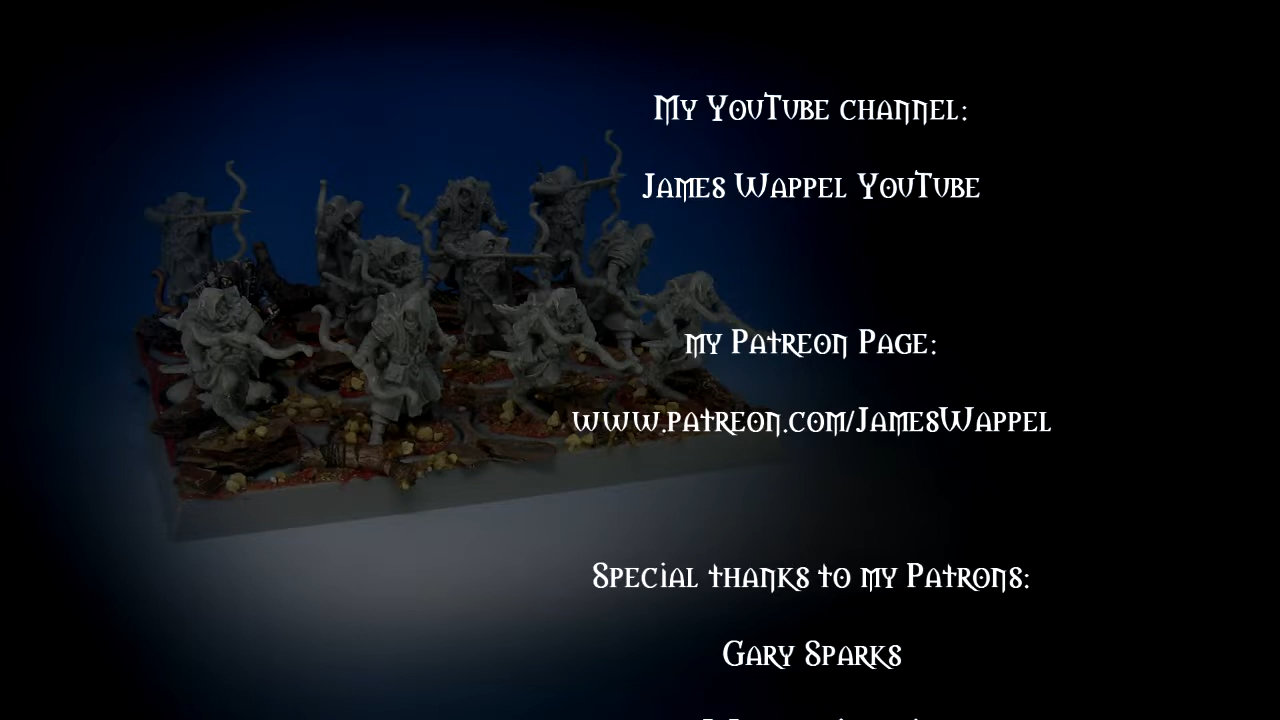 My YouTube channel:
James Wappel YouTube
my Patreon Page:
www.patreon.com/JamesWappel
Special thanks to my Patrons:
Gary Sparks